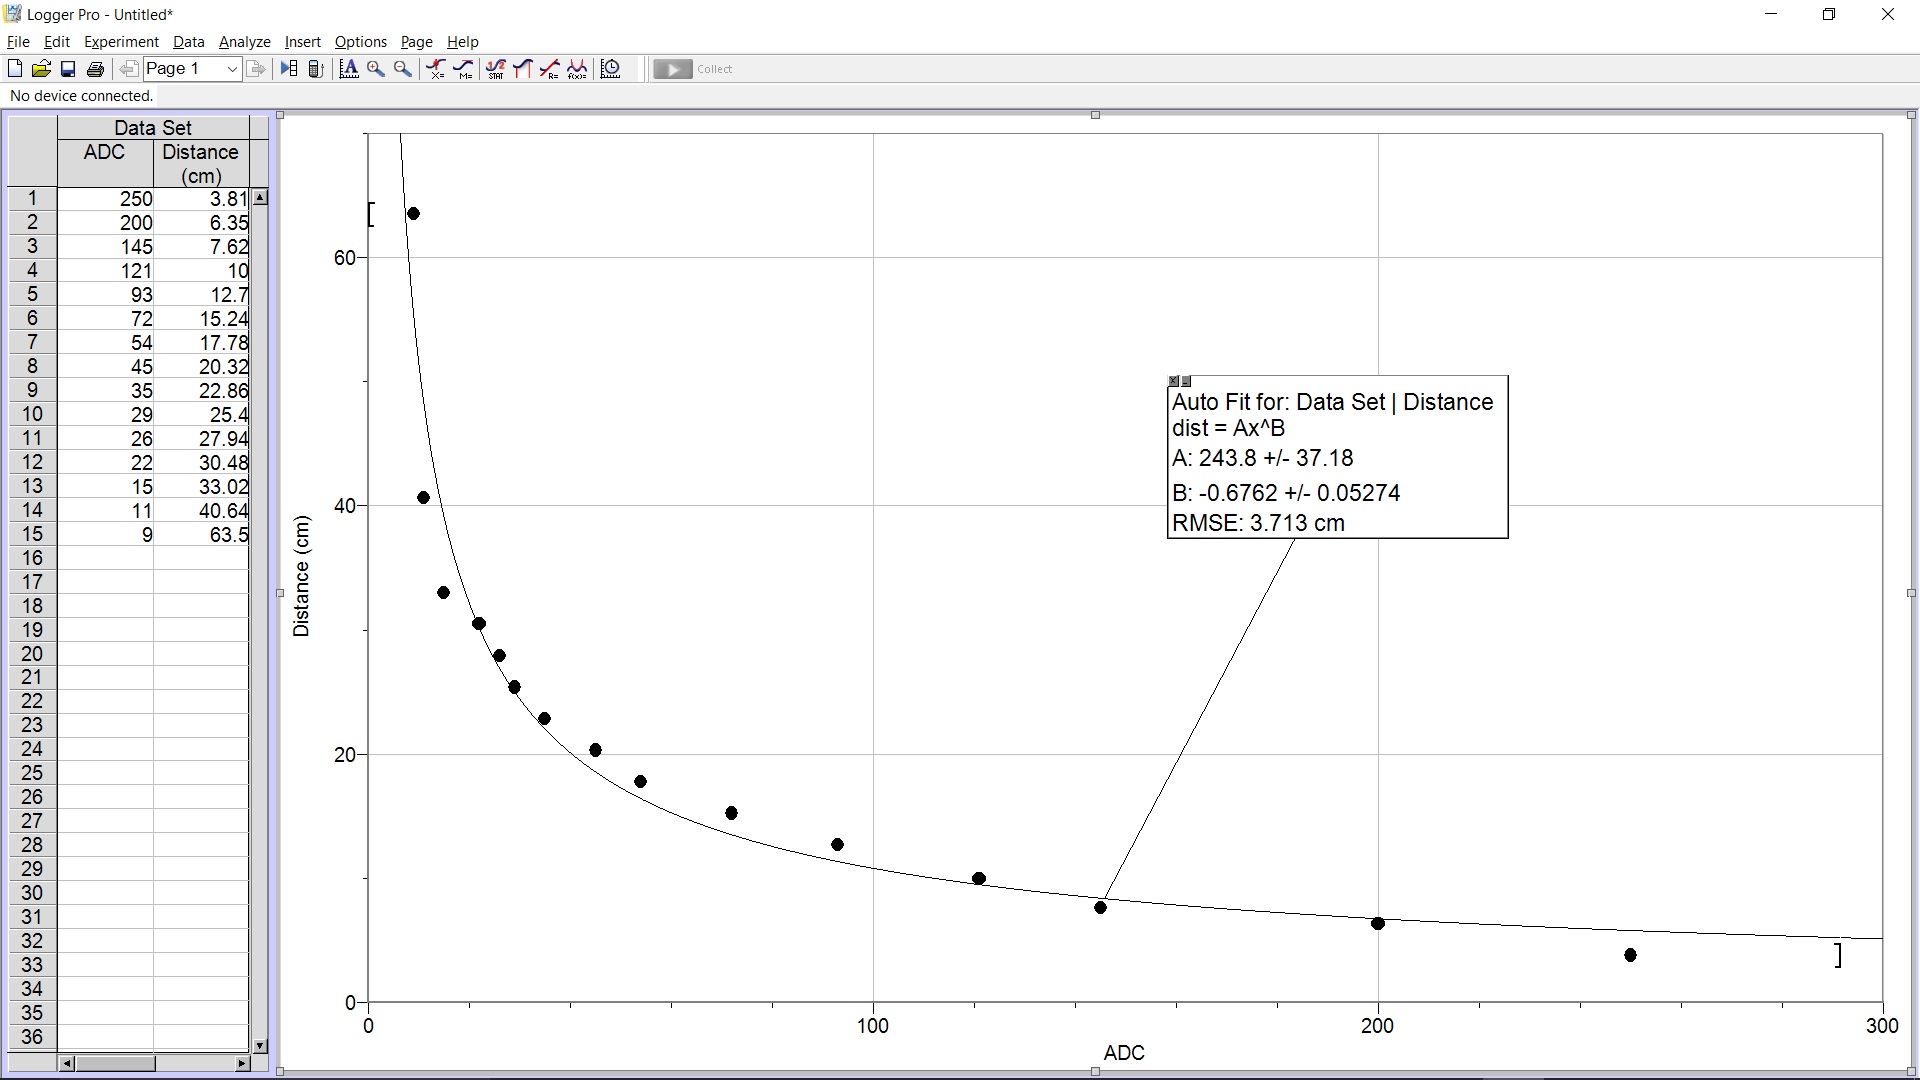 Logger Pro - Untitled*
File Edit Experiment Data Analyze Insert Options Page Help
Page 1 X= M= STAT R= f(x)= Collect
No device connected.
Data Set
ADC Distance
(cm)
1 250 3.81
2 200 6.35
3 145 7.62
4 121 10
5 93 12.7
6 72 15.24
7 54 17.78
8 45 20.32
9 35 22.86
10 29 25.4
11 26 27.94
12 22 30.48
13 15 33.02
14 11 40.64
15 9 63.5
16
17
18
19
20
21
22
23
24
25
26
27
28
29
30
31
32
33
34
35
36
Distance (cm)
60
40
20
0
Auto Fit for: Data Set | Distance
dist = Ax^B
A: 243.8 +/- 37.18
B: -0.6762 +/- 0.05274
RMSE: 3.713 cm
0 100 200 300
ADC